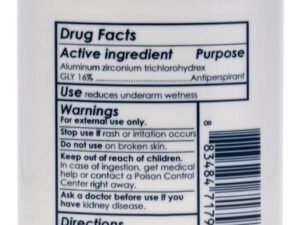 Drug Facts
Active ingredient Purpose
Aluminum zirconium trichlorohydrex
GLY 16% Antiperspirant
Use reduces underarm wetness
Warnings
For external use only.
Stop use if rash or irritation occurs
Do not use on broken skin.
Keep out of reach of children.
In case of ingestion, get medical
help or contact a Poison Control
Center right away.
Ask a doctor before use if you
have kidney disease.
Directions
8 83484 7179